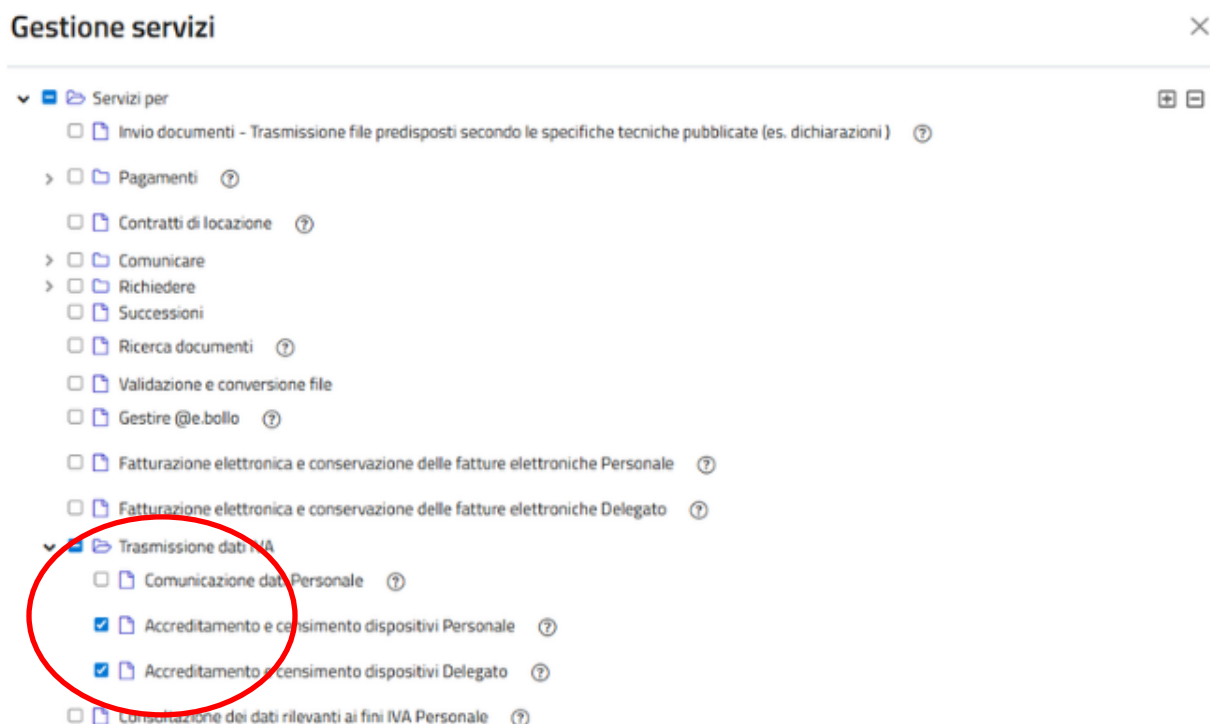 Gestione servizi
Servizi per
Invio documenti - Trasmissione file predisposti secondo le specifiche tecniche pubblicate (es. dichiarazioni )
Pagamenti
Contratti di locazione
Comunicare
Richiedere
Successioni
Ricerca documenti
Validazione e conversione file
Gestire @e.bollo
Fatturazione elettronica e conservazione delle fatture elettroniche Personale
Fatturazione elettronica e conservazione delle fatture elettroniche Delegato
Trasmissione dati IVA
Comunicazione dati Personale
Accreditamento e censimento dispositivi Personale
Accreditamento e censimento dispositivi Delegato
Consultazione dei dati rilevanti ai fini IVA Personale